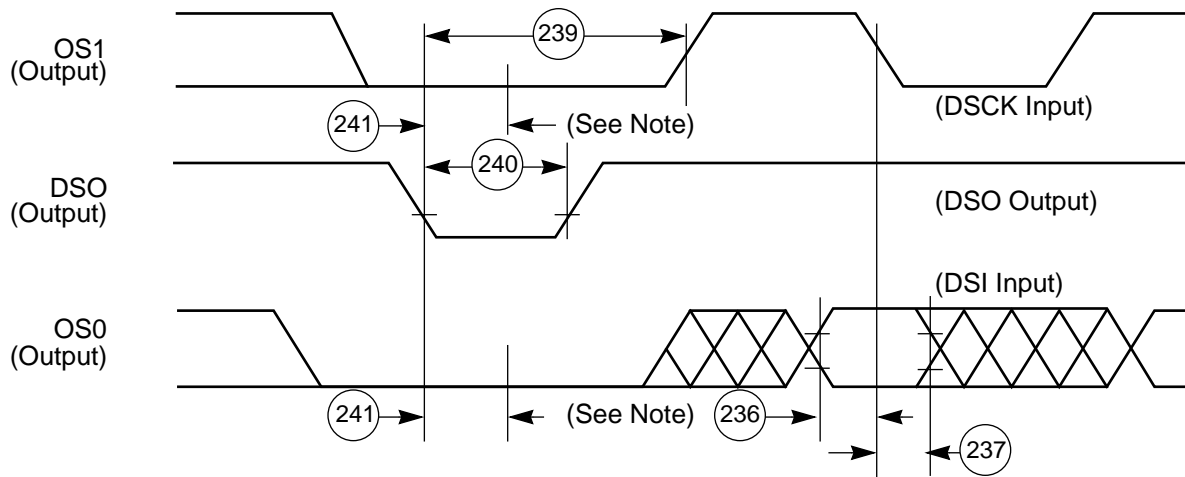 OS1
(Output)
239
(DSCK Input)
241
(See Note)
240
DSO
(Output)
(DSO Output)
(DSI Input)
OS0
(Output)
241
(See Note)
236
237